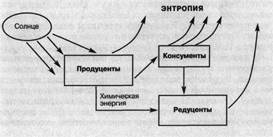 ЭНТРОПИЯ
Солнце
Продуценты
Консументы
Химическая
энергия
Редуценты